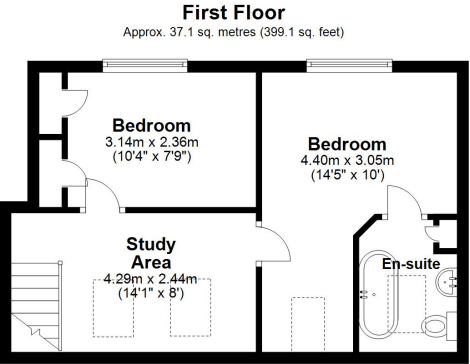 First Floor
Approx. 37.1 sq. metres (399.1 sq. feet)
Bedroom
3.14m x 2.36m
(10'4" x 7'9")
Bedroom
4.40m x 3.05m
(14'5" x 10')
Study
Area
4.29m x 2.44m
(14'1" x 8')
En-suite